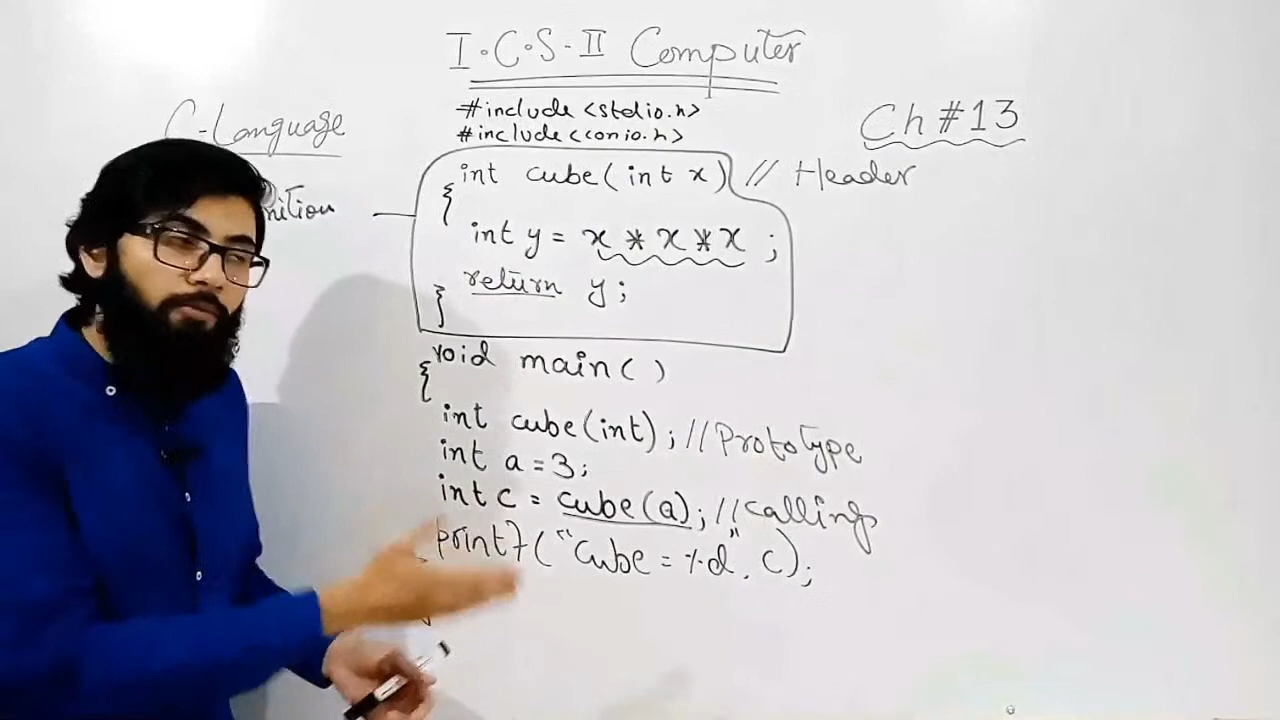 I.C.S-II Computer
C-Language
Ch #13
#include <stdio.h>
#include <conio.h>
int cube(int x) // Header
{
int y = x * x * x ;
return y;
}
void main( )
{
int cube(int); //Prototype
int a = 3;
int c = cube(a); //calling
printf("Cube = %d", c);